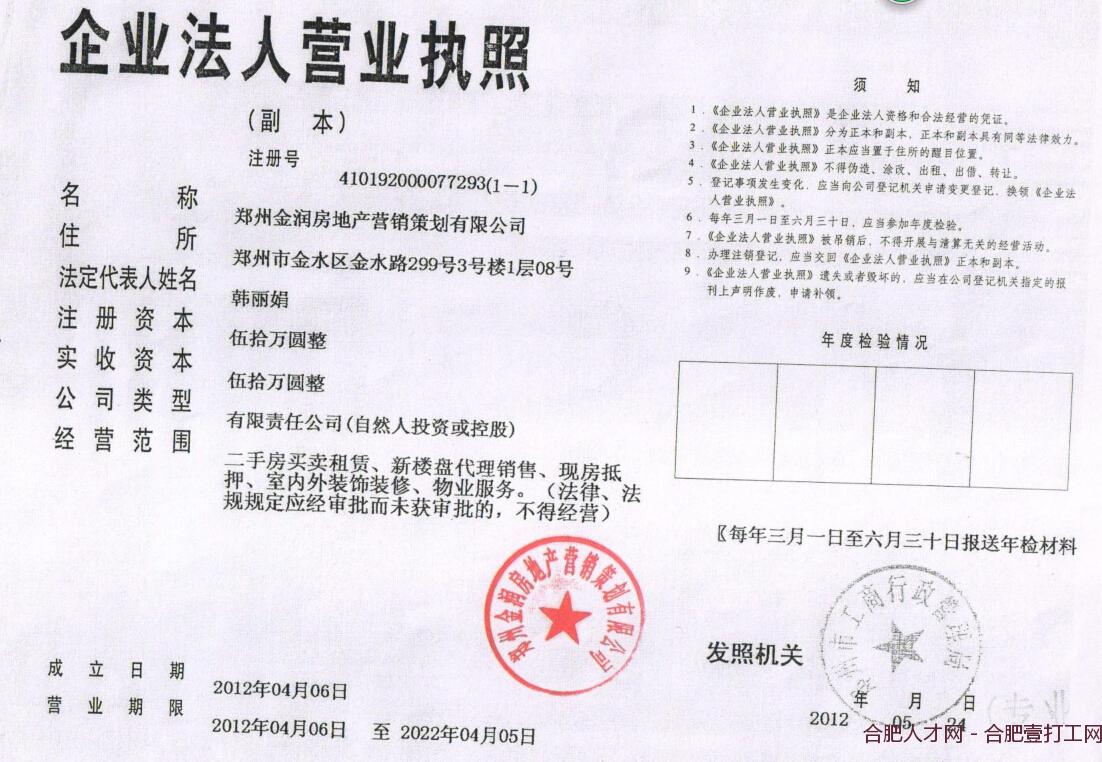 企业法人营业执照
(副 本)
注册号
410192000077293(1-1)
名 称
郑州金润房地产营销策划有限公司
住 所
郑州市金水区金水路299号3号楼1层08号
法定代表人姓名
韩丽娟
注 册 资 本
伍拾万圆整
实 收 资 本
伍拾万圆整
公 司 类 型
有限责任公司(自然人投资或控股)
经 营 范 围
二手房买卖租赁、新楼盘代理销售、现房抵
押、室内外装饰装修、物业服务。（法律、法
规规定应经审批而未获审批的，不得经营）
郑州金润房地产营销策划有限公司
成 立 日 期
2012年04月06日
营 业 期 限
2012年04月06日 至 2022年04月05日
须 知
1．《企业法人营业执照》是企业法人资格和合法经营的凭证。
2．《企业法人营业执照》分为正本和副本，正本和副本具有同等法律效力。
3．《企业法人营业执照》正本应当置于住所的醒目位置。
4．《企业法人营业执照》不得伪造、涂改、出租、出借、转让。
5．登记事项发生变化，应当向公司登记机关申请变更登记，换领《企业法
人营业执照》。
6．每年三月一日至六月三十日，应当参加年度检验。
7．《企业法人营业执照》被吊销后，不得开展与清算无关的经营活动。
8．办理注销登记，应当交回《企业法人营业执照》正本和副本。
9．《企业法人营业执照》遗失或者毁坏的，应当在公司登记机关指定的报
刊上声明作废，申请补领。
年度检验情况
〖每年三月一日至六月三十日报送年检材料
发照机关
郑州市工商行政管理局
年 月 日
2012 05 24
合肥人才网 - 合肥壹打工网